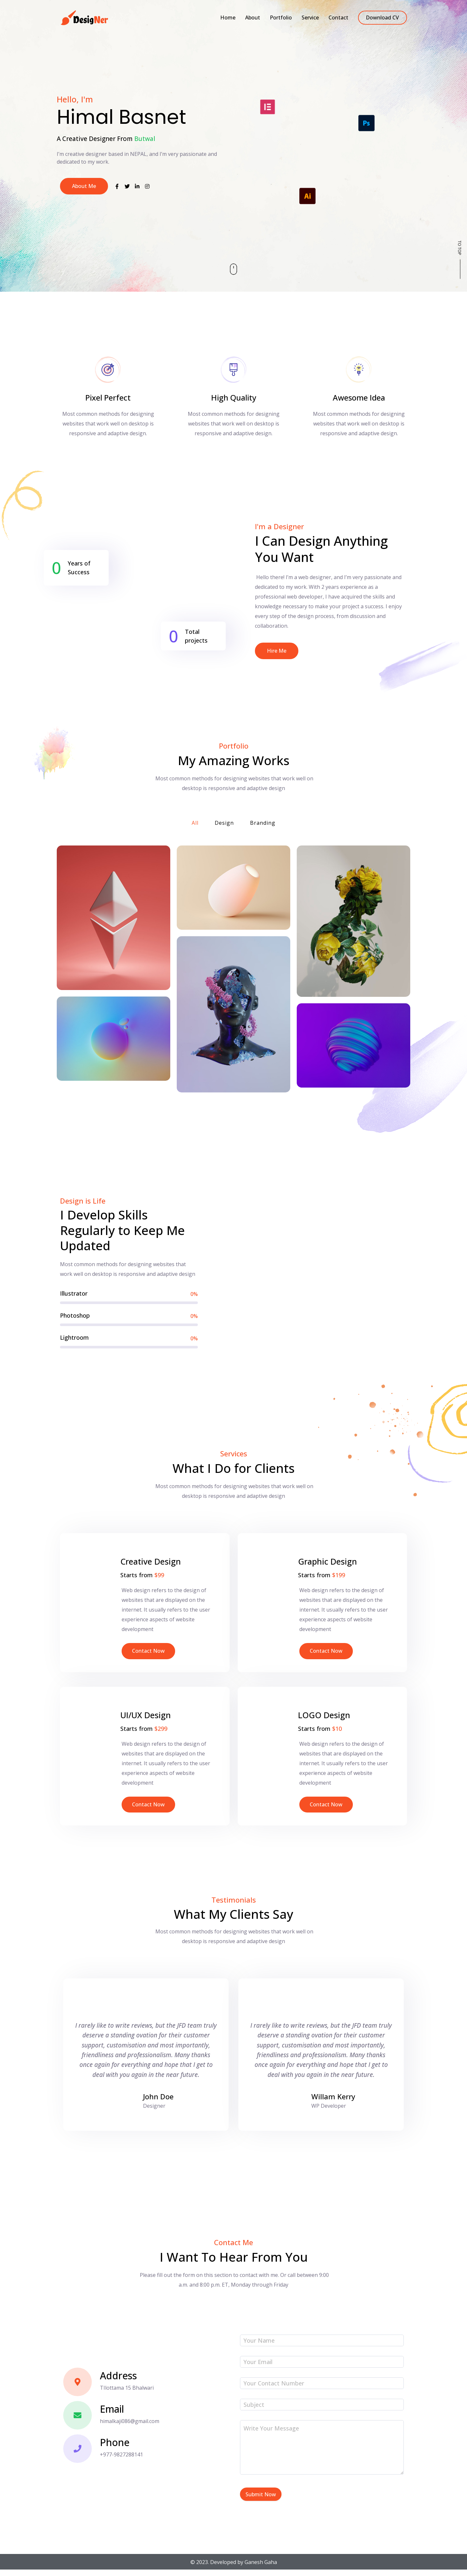 DesigNer
Home About Portfolio Service Contact Download CV
Hello, I'm
Himal Basnet
A Creative Designer From Butwal
I'm creative designer based in NEPAL, and I'm very passionate and
dedicated to my work.
About Me
Ps
Ai
TO TOP
Pixel Perfect
Most common methods for designing
websites that work well on desktop is
responsive and adaptive design.
High Quality
Most common methods for designing
websites that work well on desktop is
responsive and adaptive design.
Awesome Idea
Most common methods for designing
websites that work well on desktop is
responsive and adaptive design.
0 Years of
Success
0 Total
projects
I'm a Designer
I Can Design Anything
You Want
Hello there! I'm a web designer, and I'm very passionate and
dedicated to my work. With 2 years experience as a
professional web developer, I have acquired the skills and
knowledge necessary to make your project a success. I enjoy
every step of the design process, from discussion and
collaboration.
Hire Me
Portfolio
My Amazing Works
Most common methods for designing websites that work well on
desktop is responsive and adaptive design
All Design Branding
Design is Life
I Develop Skills
Regularly to Keep Me
Updated
Most common methods for designing websites that
work well on desktop is responsive and adaptive design
Illustrator 0%
Photoshop 0%
Lightroom 0%
Services
What I Do for Clients
Most common methods for designing websites that work well on
desktop is responsive and adaptive design
Creative Design
Starts from $99
Web design refers to the design of
websites that are displayed on the
internet. It usually refers to the user
experience aspects of website
development
Contact Now
Graphic Design
Starts from $199
Web design refers to the design of
websites that are displayed on the
internet. It usually refers to the user
experience aspects of website
development
Contact Now
UI/UX Design
Starts from $299
Web design refers to the design of
websites that are displayed on the
internet. It usually refers to the user
experience aspects of website
development
Contact Now
LOGO Design
Starts from $10
Web design refers to the design of
websites that are displayed on the
internet. It usually refers to the user
experience aspects of website
development
Contact Now
Testimonials
What My Clients Say
Most common methods for designing websites that work well on
desktop is responsive and adaptive design
I rarely like to write reviews, but the JFD team truly
deserve a standing ovation for their customer
support, customisation and most importantly,
friendliness and professionalism. Many thanks
once again for everything and hope that I get to
deal with you again in the near future.
John Doe
Designer
I rarely like to write reviews, but the JFD team truly
deserve a standing ovation for their customer
support, customisation and most importantly,
friendliness and professionalism. Many thanks
once again for everything and hope that I get to
deal with you again in the near future.
Willam Kerry
WP Developer
Contact Me
I Want To Hear From You
Please fill out the form on this section to contact with me. Or call between 9:00
a.m. and 8:00 p.m. ET, Monday through Friday
Address
Tilottama 15 Bhalwari
Email
himalkaji086@gmail.com
Phone
+977-9827288141
Your Name
Your Email
Your Contact Number
Subject
Write Your Message
Submit Now
© 2023. Developed by Ganesh Gaha